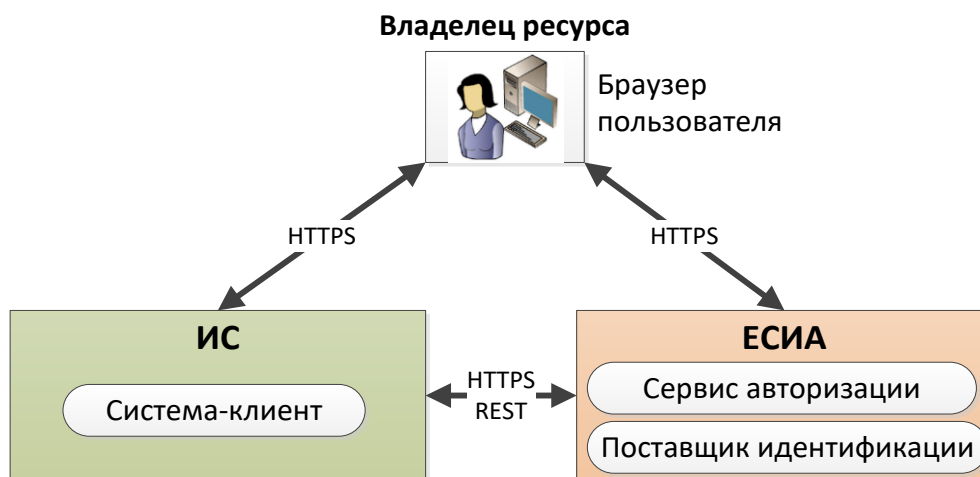 Владелец ресурса
Браузер
пользователя
HTTPS
HTTPS
ИС
Система-клиент
HTTPS
REST
ЕСИА
Сервис авторизации
Поставщик идентификации